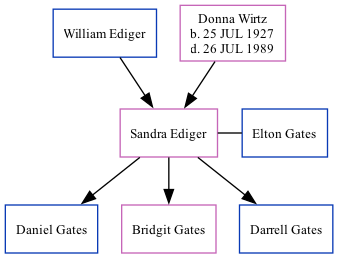 William Ediger
Donna Wirtz
b. 25 JUL 1927
d. 26 JUL 1989
Sandra Ediger
Elton Gates
Daniel Gates
Bridgit Gates
Darrell Gates